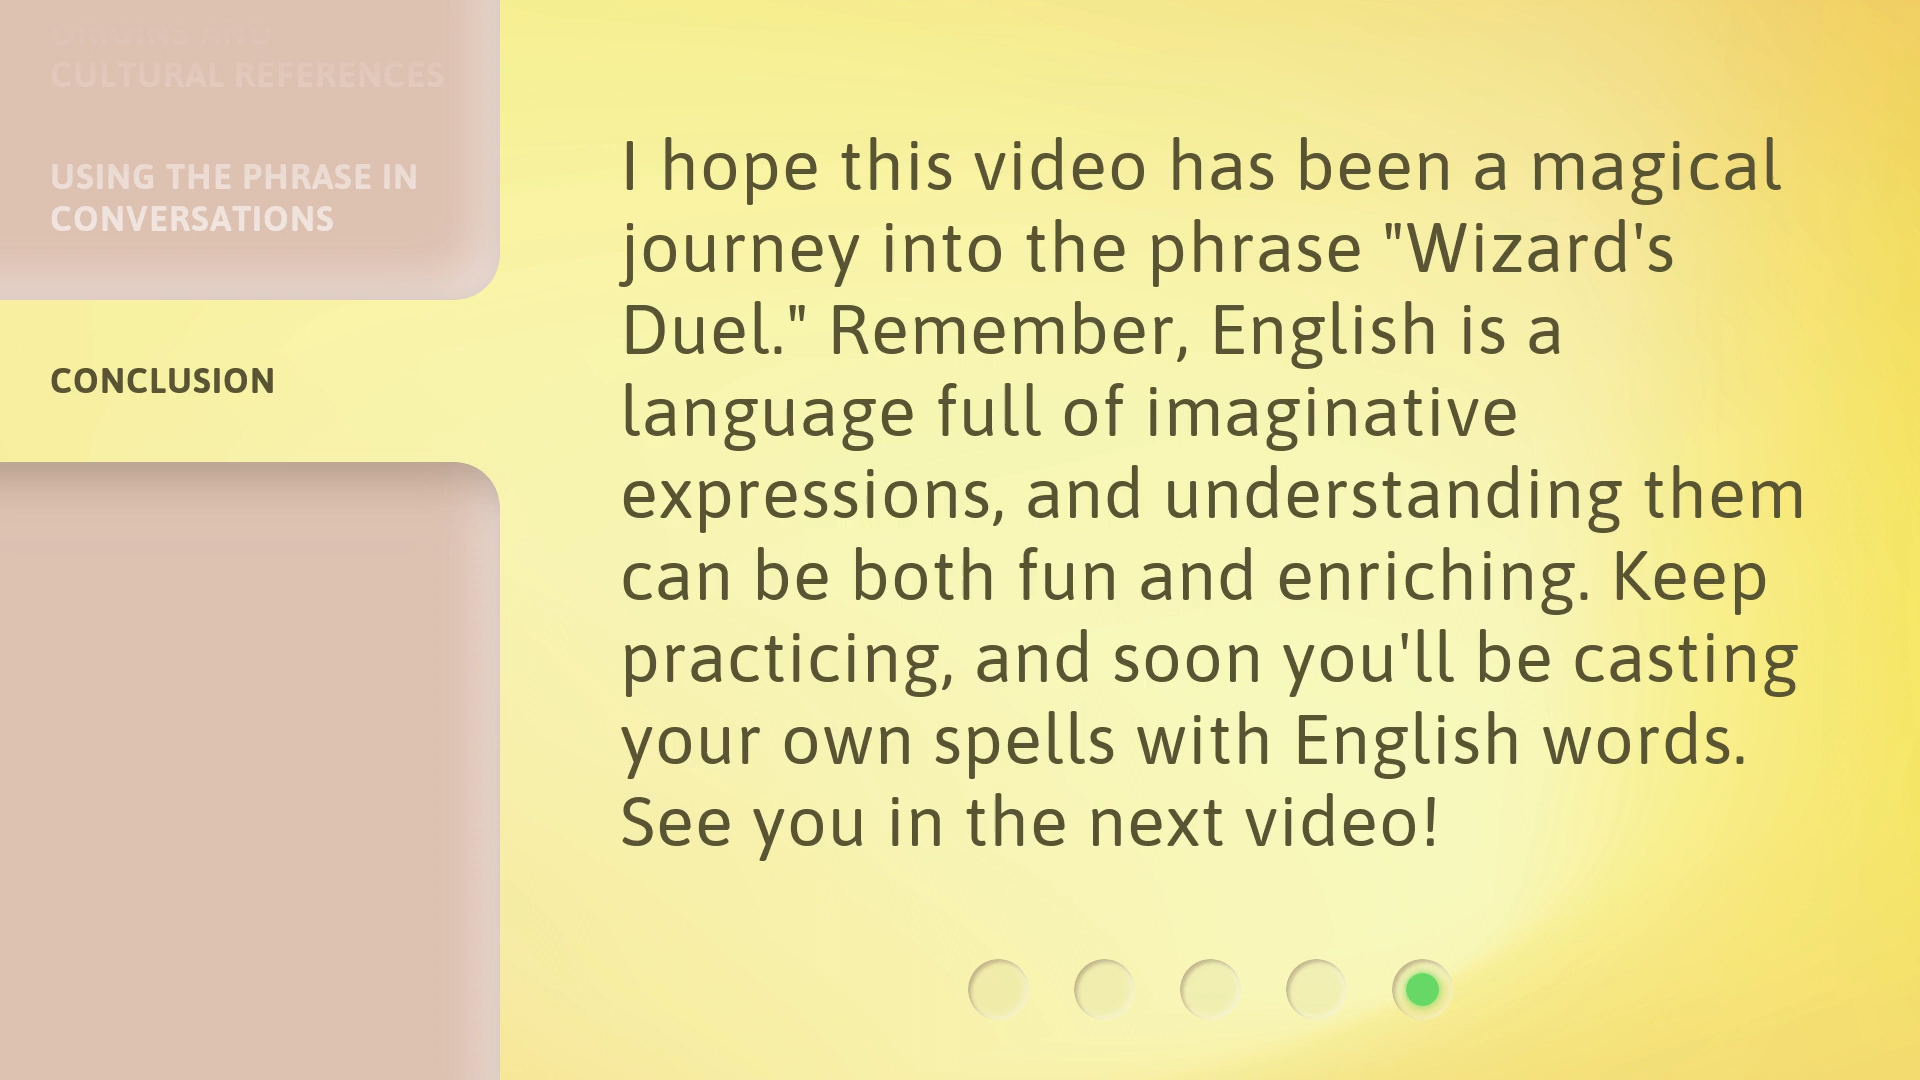 ORIGINS AND
CULTURAL REFERENCES
USING THE PHRASE IN
CONVERSATIONS
CONCLUSION
I hope this video has been a magical
journey into the phrase "Wizard's
Duel." Remember, English is a
language full of imaginative
expressions, and understanding them
can be both fun and enriching. Keep
practicing, and soon you'll be casting
your own spells with English words.
See you in the next video!